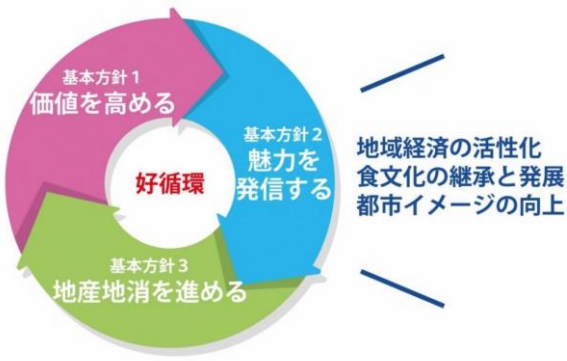 基本方針1
価値を高める
基本方針2
魅力を
発信する
好循環
基本方針3
地産地消を進める
地域経済の活性化
食文化の継承と発展
都市イメージの向上